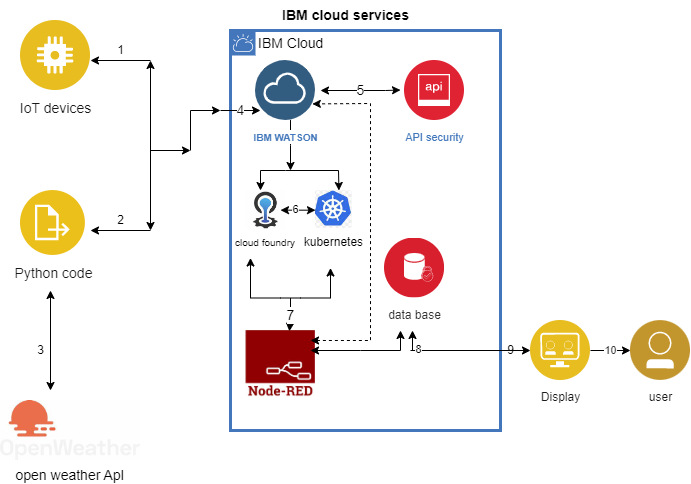 IBM cloud services
IBM Cloud
1
IoT devices
api
5
4
IBM WATSON
API security
2
6
cloud foundry
kubernetes
Python code
data base
7
3
8
9
10
Node-RED
Display
user
OpenWeather
open weather ApI